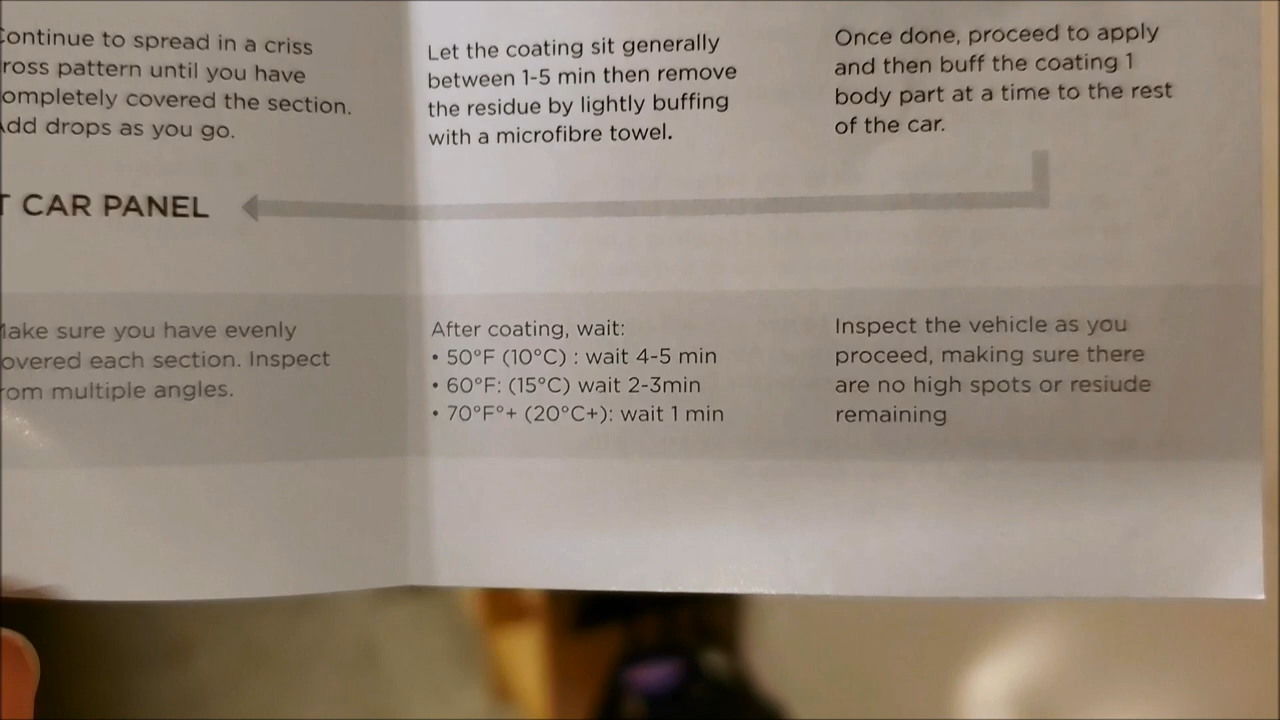 ontinue to spread in a criss
ross pattern until you have
ompletely covered the section.
dd drops as you go.
Let the coating sit generally
between 1-5 min then remove
the residue by lightly buffing
with a microfibre towel.
Once done, proceed to apply
and then buff the coating 1
body part at a time to the rest
of the car.
T CAR PANEL
ake sure you have evenly
overed each section. Inspect
rom multiple angles.
After coating, wait:
• 50°F (10°C) : wait 4-5 min
• 60°F: (15°C) wait 2-3min
• 70°F°+ (20°C+): wait 1 min
Inspect the vehicle as you
proceed, making sure there
are no high spots or resiude
remaining